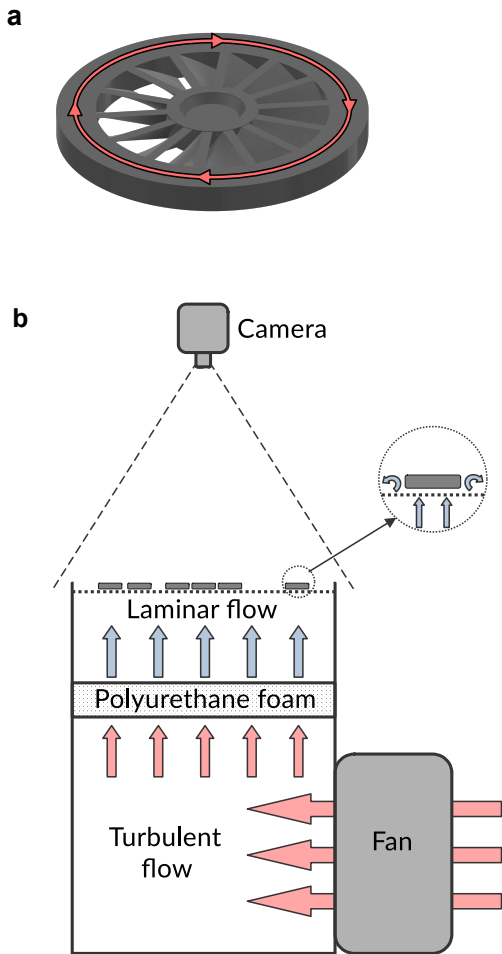 a
b
Camera
Laminar flow
Polyurethane foam
Turbulent
flow
Fan